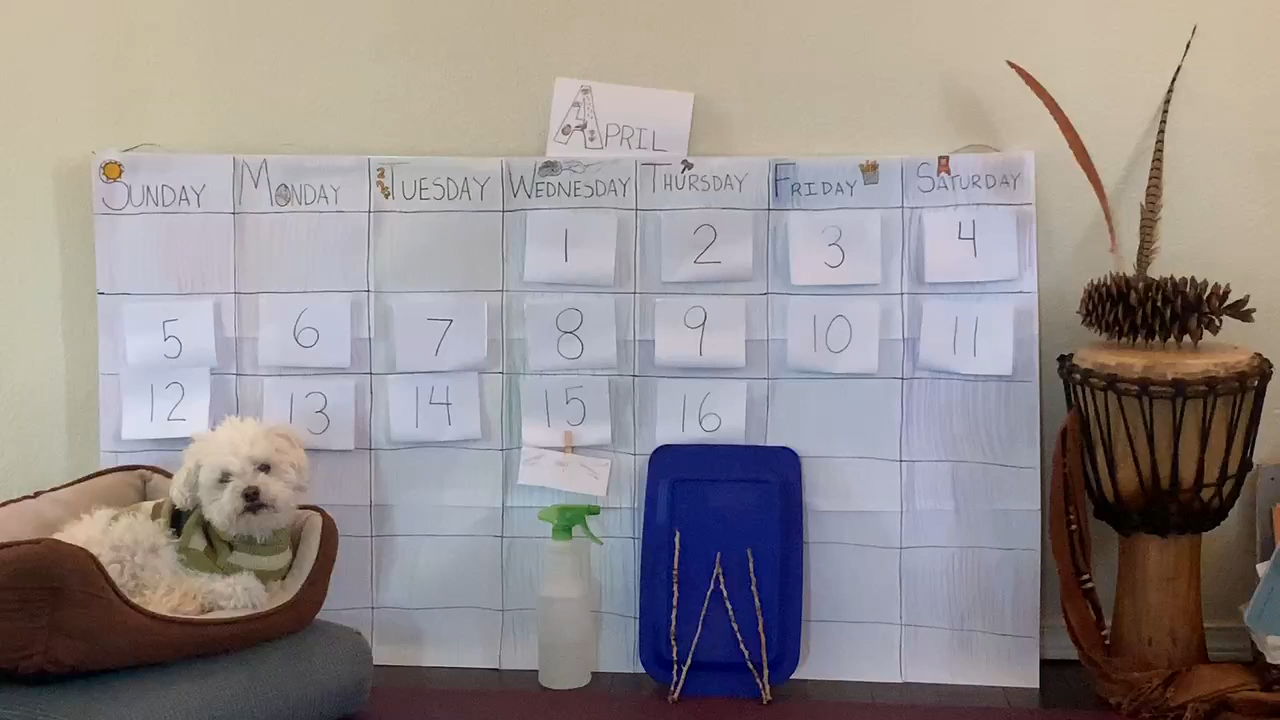 APRIL
SUNDAY MONDAY TUESDAY WEDNESDAY THURSDAY FRIDAY SATURDAY
1 2 3 4
5 6 7 8 9 10 11
12 13 14 15 16